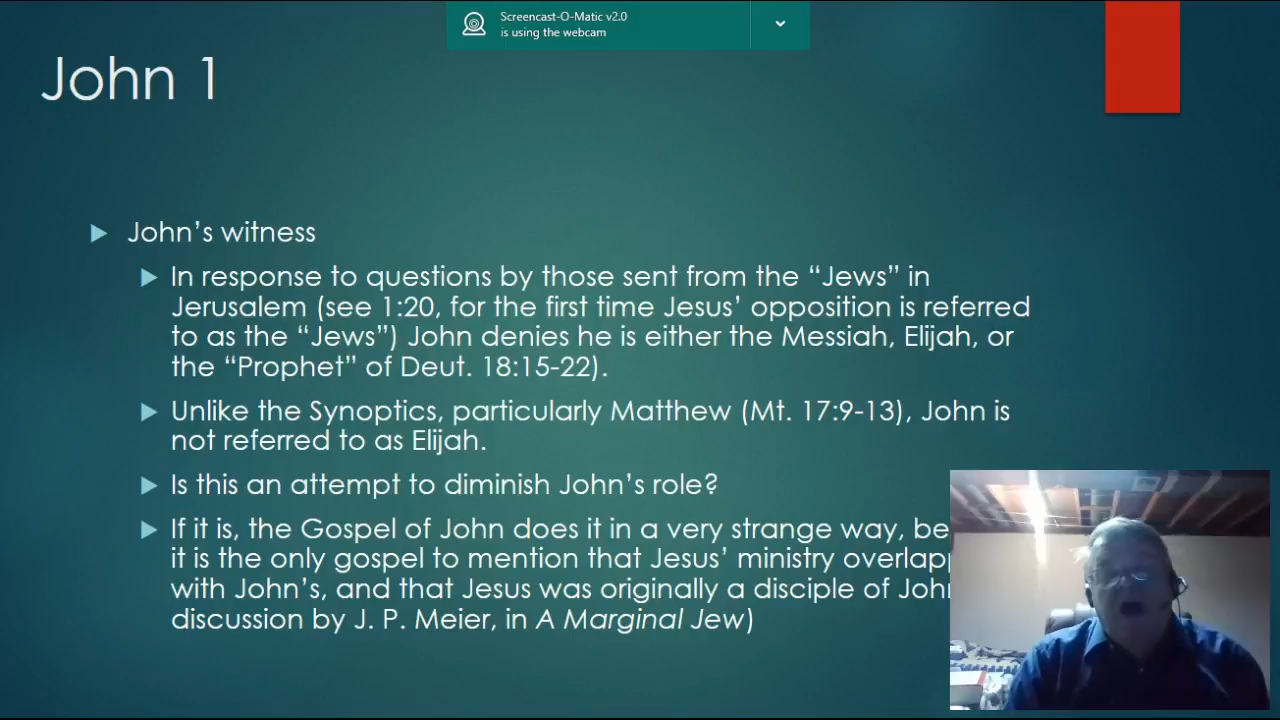 Screencast-O-Matic v2.0
is using the webcam
John 1
John’s witness
In response to questions by those sent from the “Jews” in
Jerusalem (see 1:20, for the first time Jesus’ opposition is referred
to as the “Jews”) John denies he is either the Messiah, Elijah, or
the “Prophet” of Deut. 18:15-22).
Unlike the Synoptics, particularly Matthew (Mt. 17:9-13), John is
not referred to as Elijah.
Is this an attempt to diminish John’s role?
If it is, the Gospel of John does it in a very strange way,
it is the only gospel to mention that Jesus’ ministry
with John’s, and that Jesus was originally a disciple of
discussion by J. P. Meier, in A Marginal Jew)